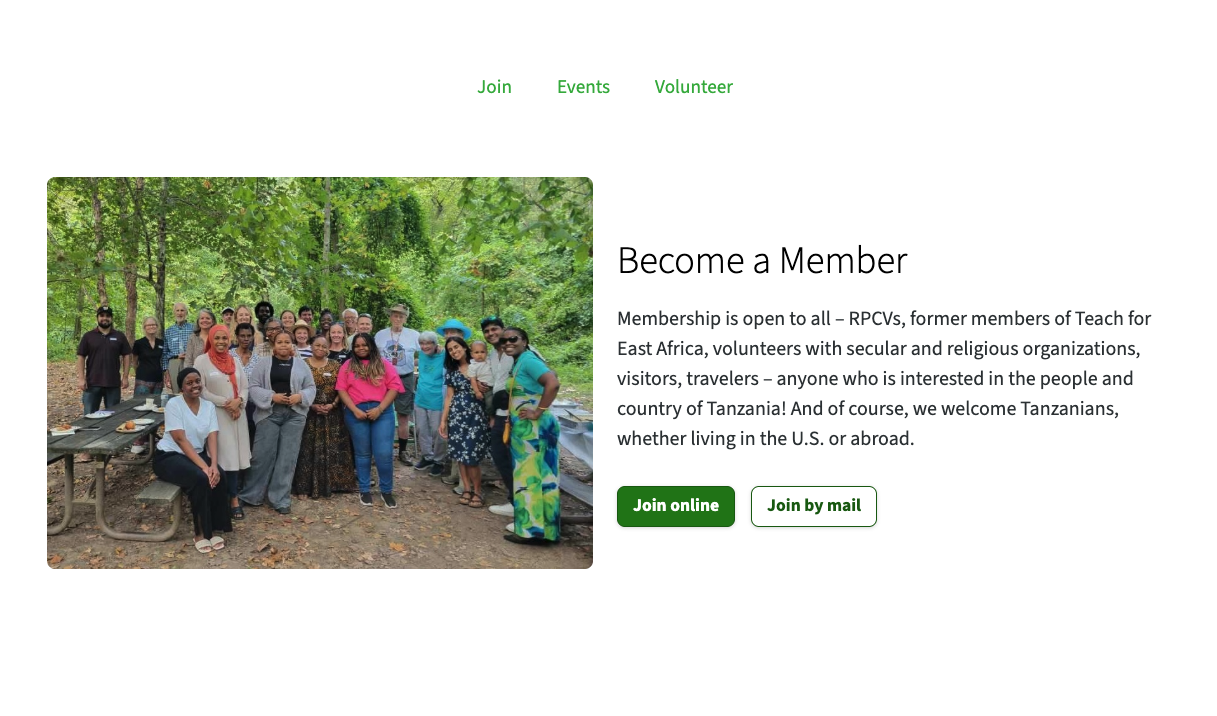 Join Events Volunteer
Become a Member
Membership is open to all – RPCVs, former members of Teach for
East Africa, volunteers with secular and religious organizations,
visitors, travelers – anyone who is interested in the people and
country of Tanzania! And of course, we welcome Tanzanians,
whether living in the U.S. or abroad.
Join online Join by mail